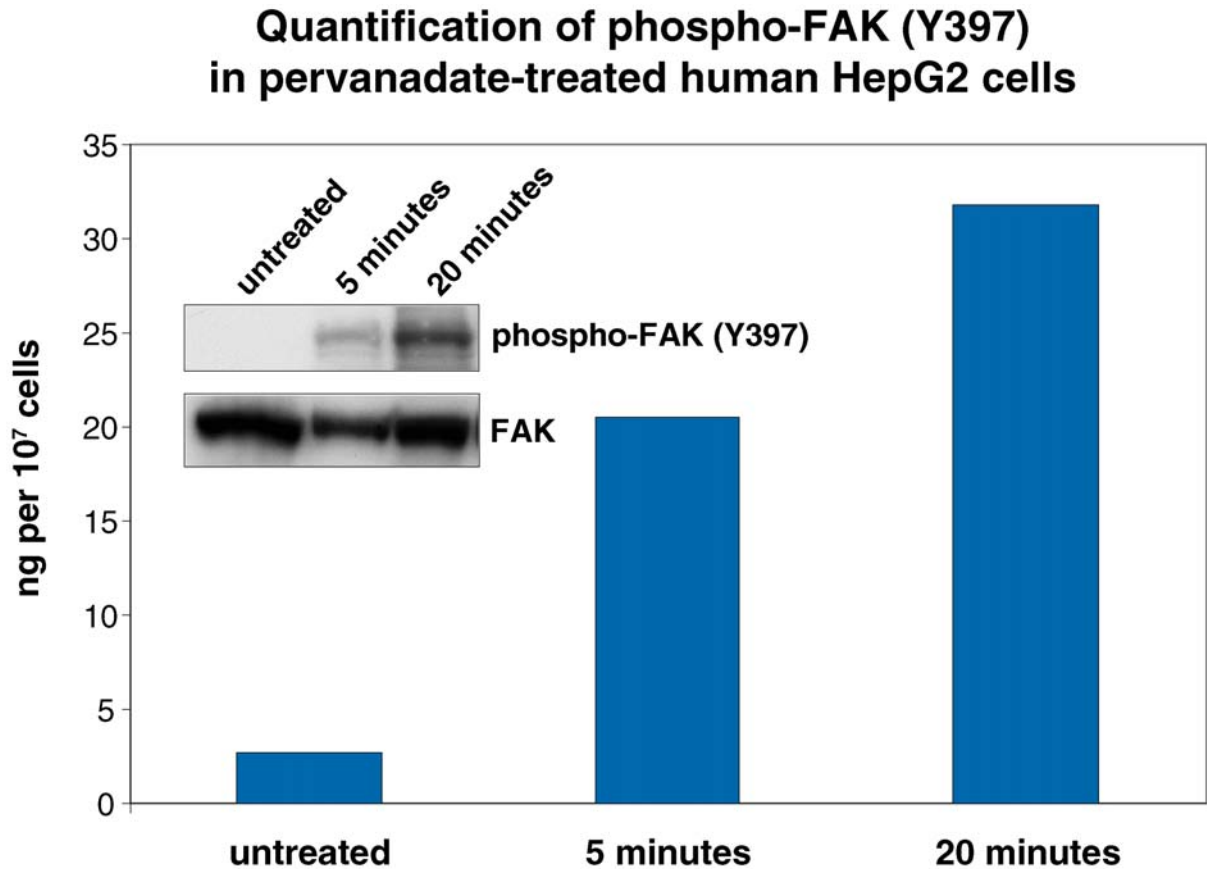 Quantification of phospho-FAK (Y397)
in pervanadate-treated human HepG2 cells
35
30
25
20
15
10
5
0
ng per 10⁷ cells
untreated
5 minutes
20 minutes
phospho-FAK (Y397)
FAK
untreated
5 minutes
20 minutes